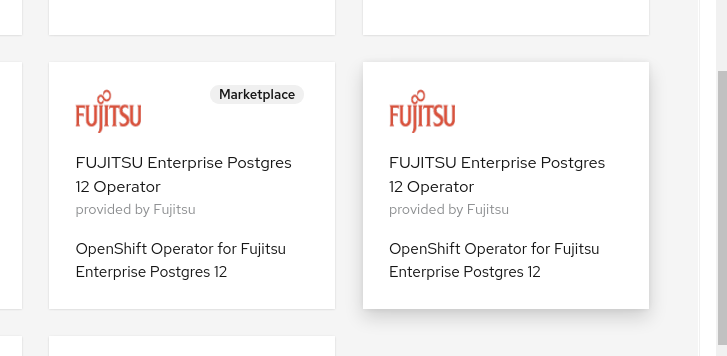 FUJITSU
Marketplace
FUJITSU Enterprise Postgres
12 Operator
provided by Fujitsu
OpenShift Operator for Fujitsu
Enterprise Postgres 12
FUJITSU
FUJITSU Enterprise Postgres
12 Operator
provided by Fujitsu
OpenShift Operator for Fujitsu
Enterprise Postgres 12